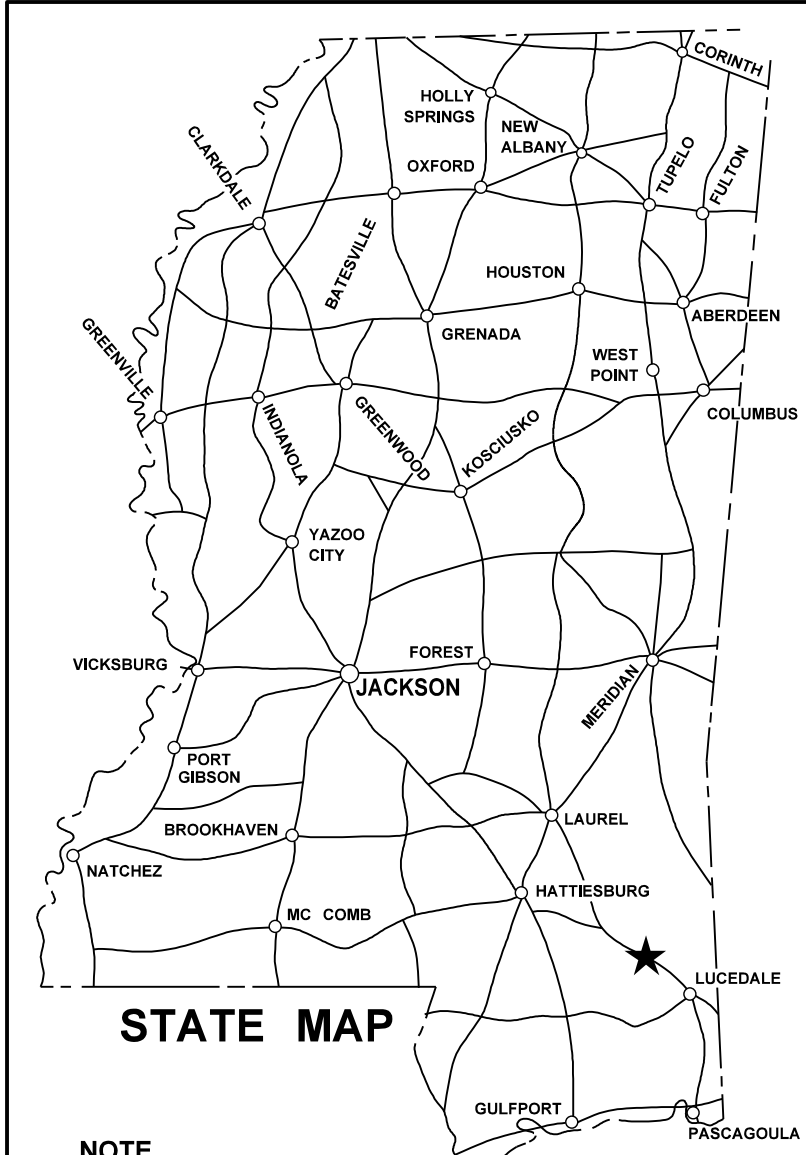 CORINTH
HOLLY
SPRINGS
NEW
ALBANY
CLARKDALE
OXFORD
TUPELO
FULTON
BATESVILLE
HOUSTON
ABERDEEN
GRENADA
GREENVILLE
WEST
POINT
COLUMBUS
INDIANOLA
GREENWOOD
KOSCIUSKO
YAZOO
CITY
VICKSBURG
FOREST
JACKSON
MERIDIAN
PORT
GIBSON
BROOKHAVEN
LAUREL
NATCHEZ
HATTIESBURG
MC COMB
LUCEDALE
STATE MAP
GULFPORT
PASCAGOULA
NOTE